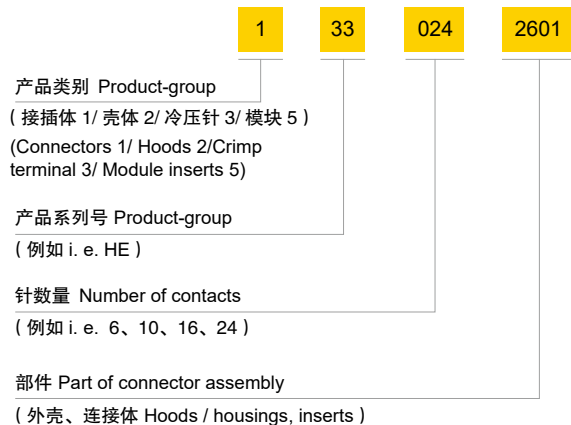 1 33 024 2601
产品类别 Product-group
( 接插体 1/ 壳体 2/ 冷压针 3/ 模块 5 )
(Connectors 1/ Hoods 2/Crimp
terminal 3/ Module inserts 5)
产品系列号 Product-group
( 例如 i. e. HE )
针数量 Number of contacts
( 例如 i. e. 6、10、16、24 )
部件 Part of connector assembly
( 外壳、连接体 Hoods / housings, inserts )